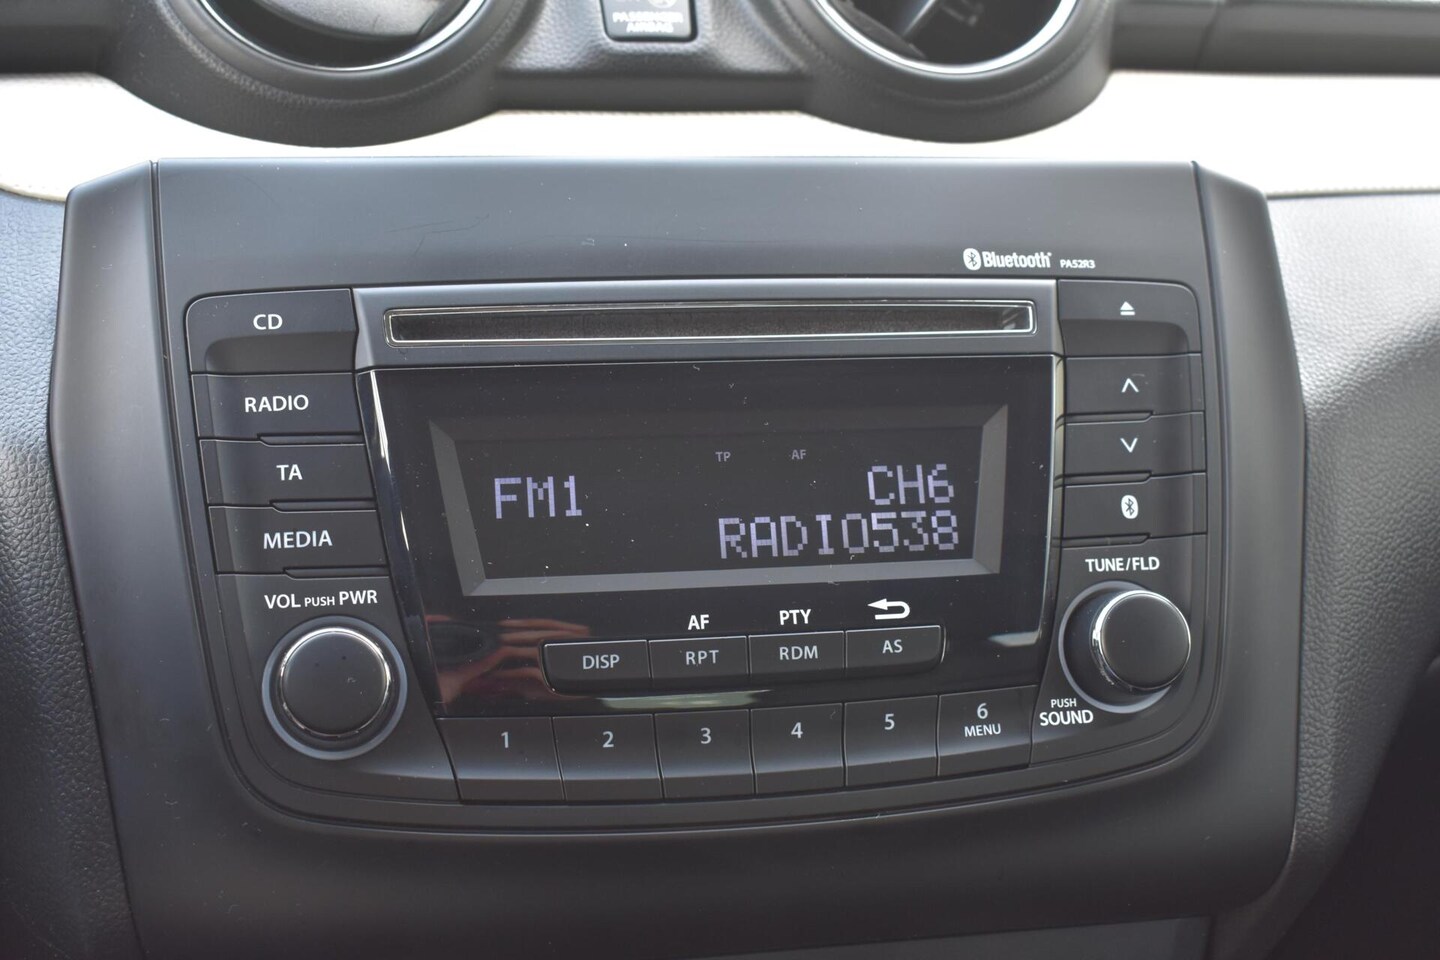 PASSENGER
AIRBAG
Bluetooth® PA52R3
CD
RADIO
TA
MEDIA
VOL PUSH PWR
TP AF
FM1 CH6
RADIO538
AF PTY
DISP RPT RDM AS
1 2 3 4 5 6
MENU
TUNE/FLD
PUSH
SOUND